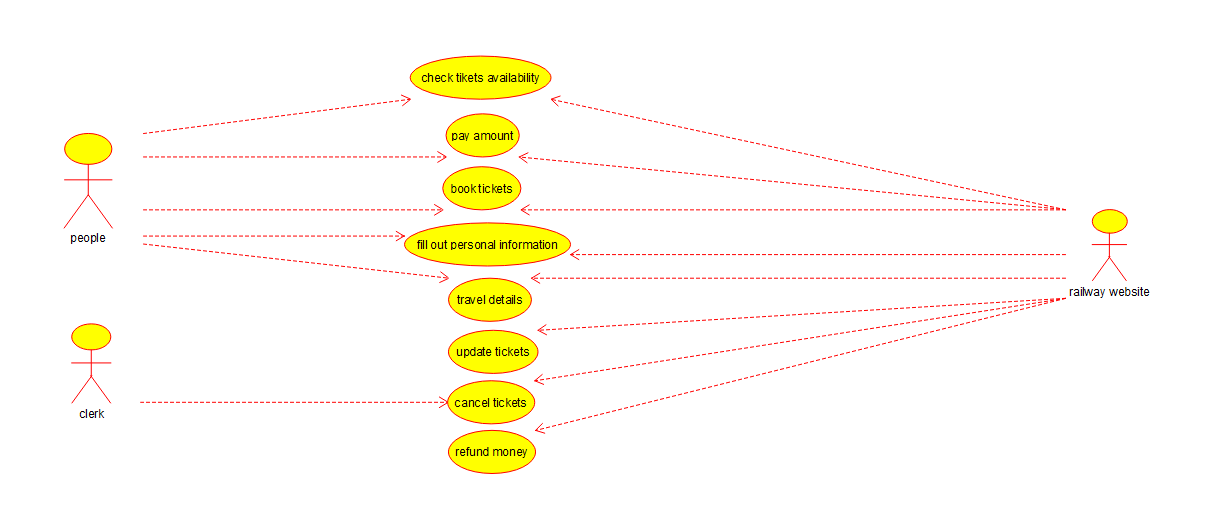 check tikets availability
pay amount
book tickets
people
fill out personal information
railway website
travel details
update tickets
cancel tickets
clerk
refund money